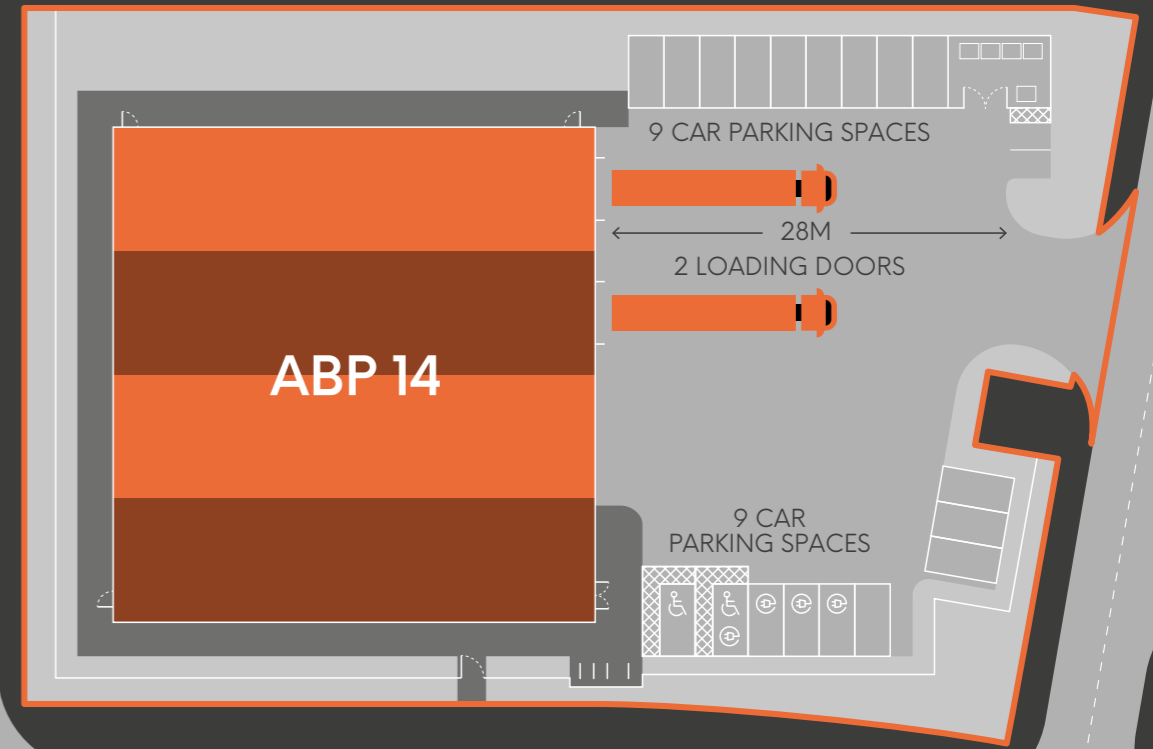 9 CAR PARKING SPACES
28M
2 LOADING DOORS
ABP 14
9 CAR
PARKING SPACES